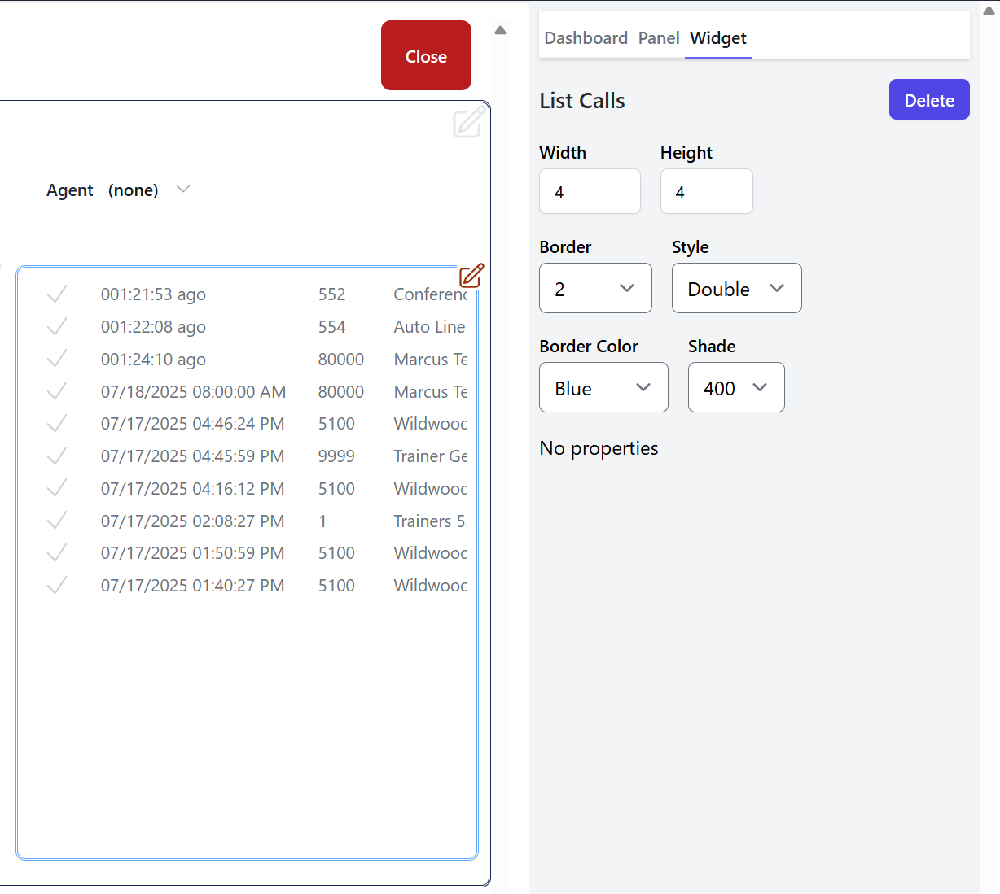 Close
Agent (none)
001:21:53 ago 552 Conferenc
001:22:08 ago 554 Auto Line
001:24:10 ago 80000 Marcus Te
07/18/2025 08:00:00 AM 80000 Marcus Te
07/17/2025 04:46:24 PM 5100 Wildwooc
07/17/2025 04:45:59 PM 9999 Trainer Ge
07/17/2025 04:16:12 PM 5100 Wildwooc
07/17/2025 02:08:27 PM 1 Trainers 5
07/17/2025 01:50:59 PM 5100 Wildwooc
07/17/2025 01:40:27 PM 5100 Wildwooc
Dashboard Panel Widget
List Calls Delete
Width Height
4 4
Border Style
2 Double
Border Color Shade
Blue 400
No properties